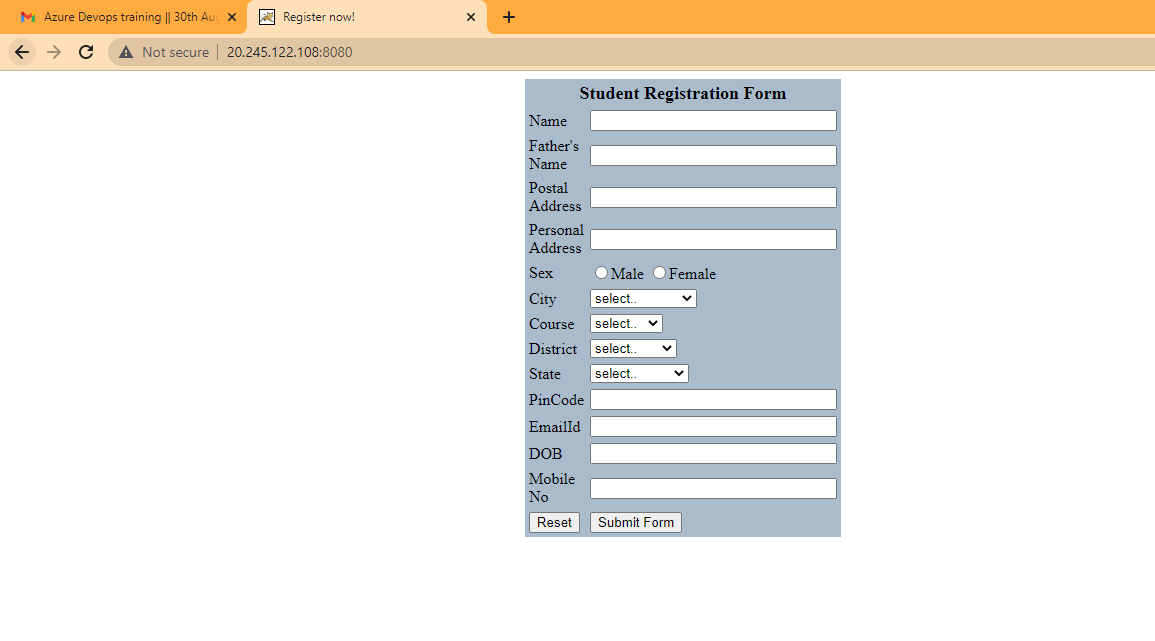 Azure Devops training || 30th Aug
Register now!
Not secure
20.245.122.108:8080
Student Registration Form
Name
Father's
Name
Postal
Address
Personal
Address
Sex Male Female
City select..
Course select..
District select..
State select..
PinCode
EmailId
DOB
Mobile
No
Reset Submit Form